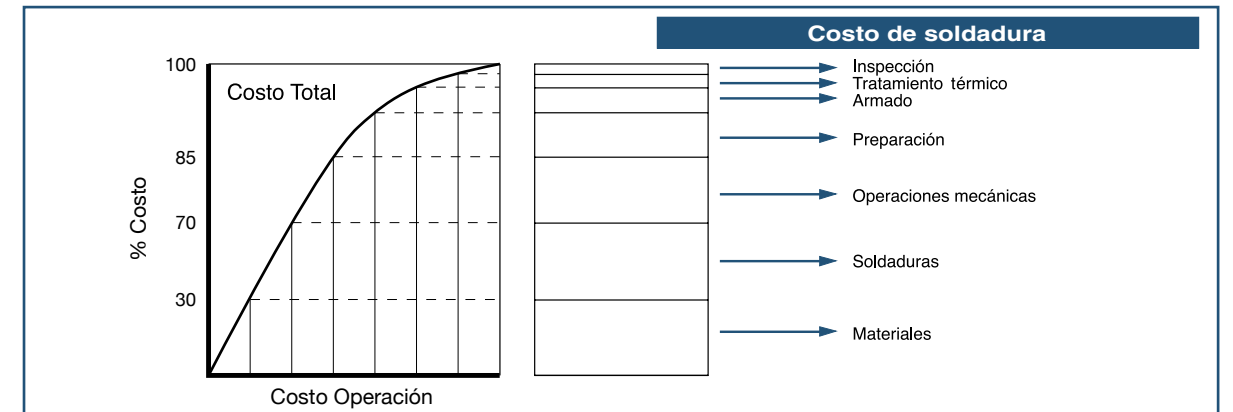 Costo de soldadura
100
85
70
30
% Costo
Costo Total
Costo Operación
Inspección
Tratamiento térmico
Armado
Preparación
Operaciones mecánicas
Soldaduras
Materiales